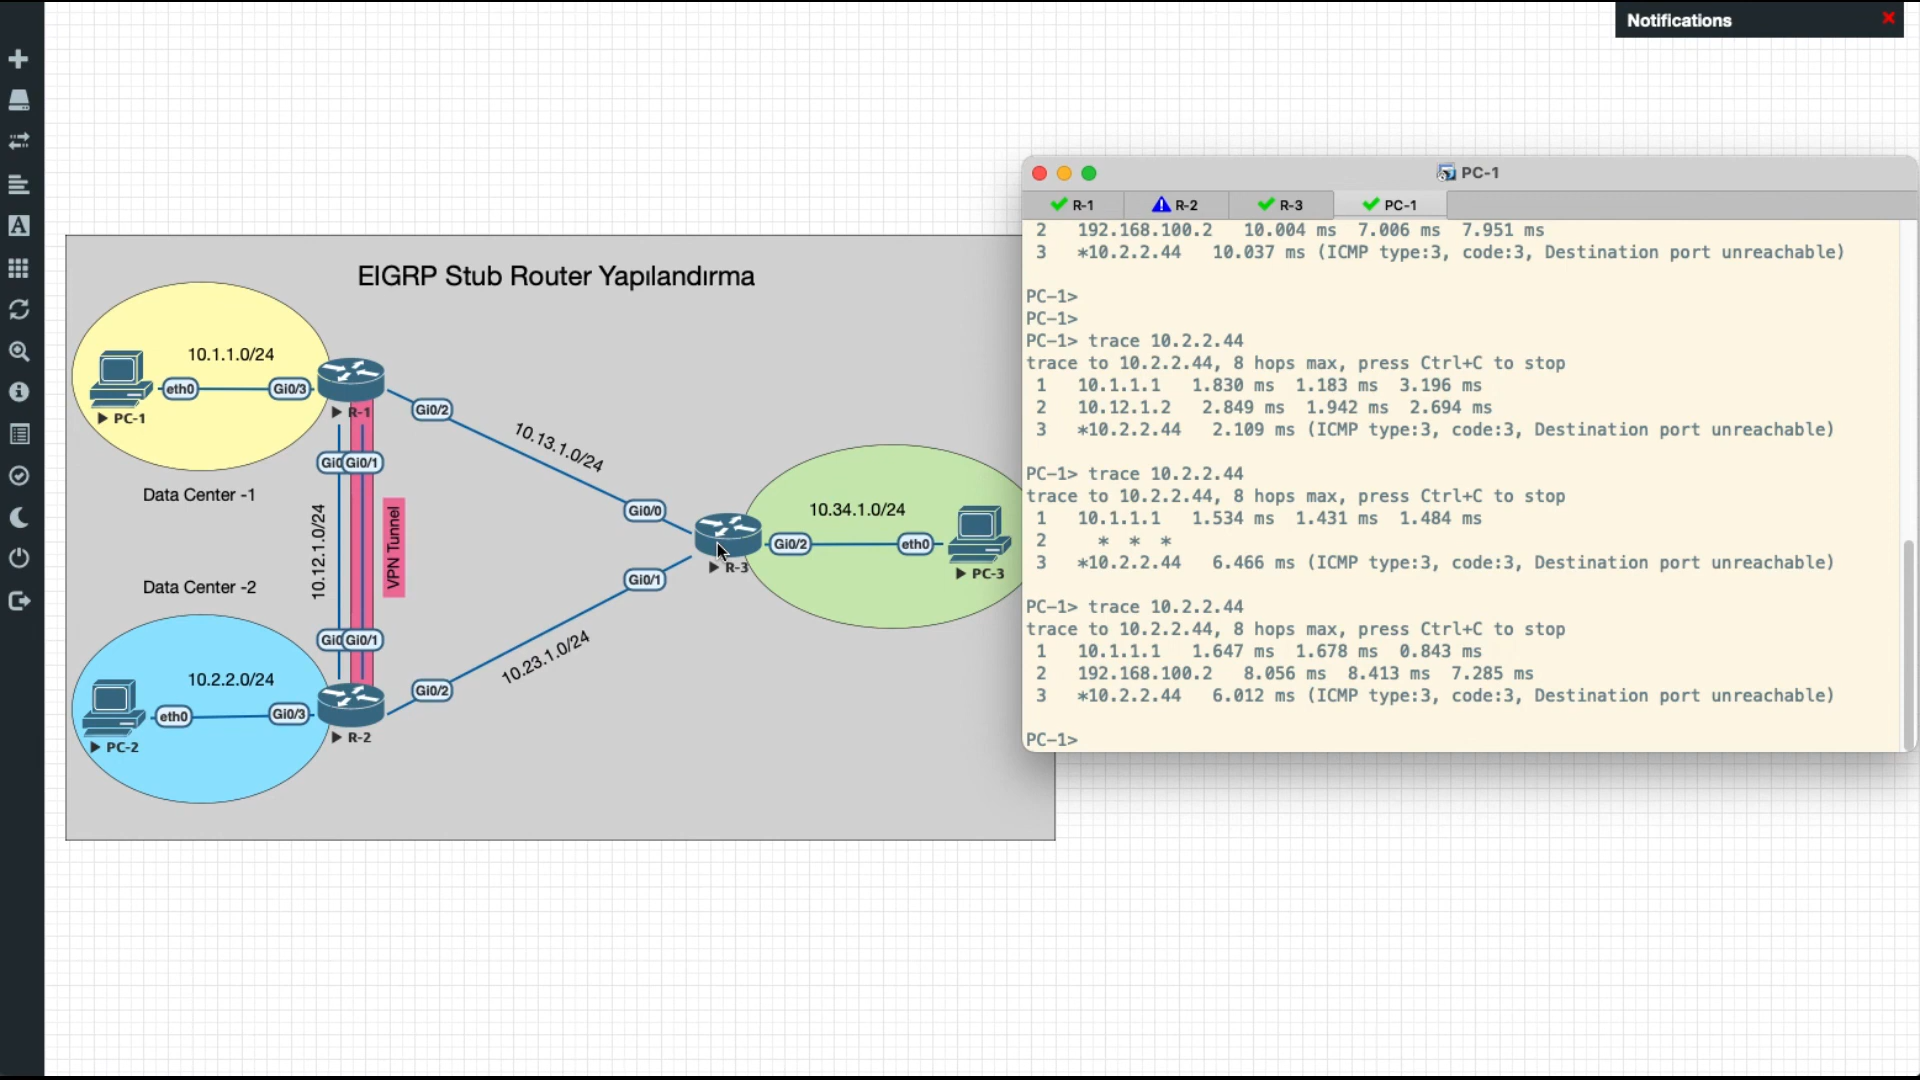 Notifications
EIGRP Stub Router Yapılandırma
10.1.1.0/24
eth0
Gi0/3
PC-1
R-1
Gi0/2
10.13.1.0/24
Gi0/1
Data Center -1
Gi0/0
10.34.1.0/24
10.12.1.0/24
VPN Tunnel
Gi0/2
eth0
R-3
PC-3
Gi0/1
Data Center -2
Gi0/1
10.23.1.0/24
10.2.2.0/24
Gi0/2
eth0
Gi0/3
R-2
PC-2
PC-1
R-1
R-2
R-3
PC-1
2 192.168.100.2 10.004 ms 7.006 ms 7.951 ms
3 *10.2.2.44 10.037 ms (ICMP type:3, code:3, Destination port unreachable)
PC-1>
PC-1>
PC-1> trace 10.2.2.44
trace to 10.2.2.44, 8 hops max, press Ctrl+C to stop
1 10.1.1.1 1.830 ms 1.183 ms 3.196 ms
2 10.12.1.2 2.849 ms 1.942 ms 2.694 ms
3 *10.2.2.44 2.109 ms (ICMP type:3, code:3, Destination port unreachable)
PC-1> trace 10.2.2.44
trace to 10.2.2.44, 8 hops max, press Ctrl+C to stop
1 10.1.1.1 1.534 ms 1.431 ms 1.484 ms
2 * * *
3 *10.2.2.44 6.466 ms (ICMP type:3, code:3, Destination port unreachable)
PC-1> trace 10.2.2.44
trace to 10.2.2.44, 8 hops max, press Ctrl+C to stop
1 10.1.1.1 1.647 ms 1.678 ms 0.843 ms
2 192.168.100.2 8.056 ms 8.413 ms 7.285 ms
3 *10.2.2.44 6.012 ms (ICMP type:3, code:3, Destination port unreachable)
PC-1>